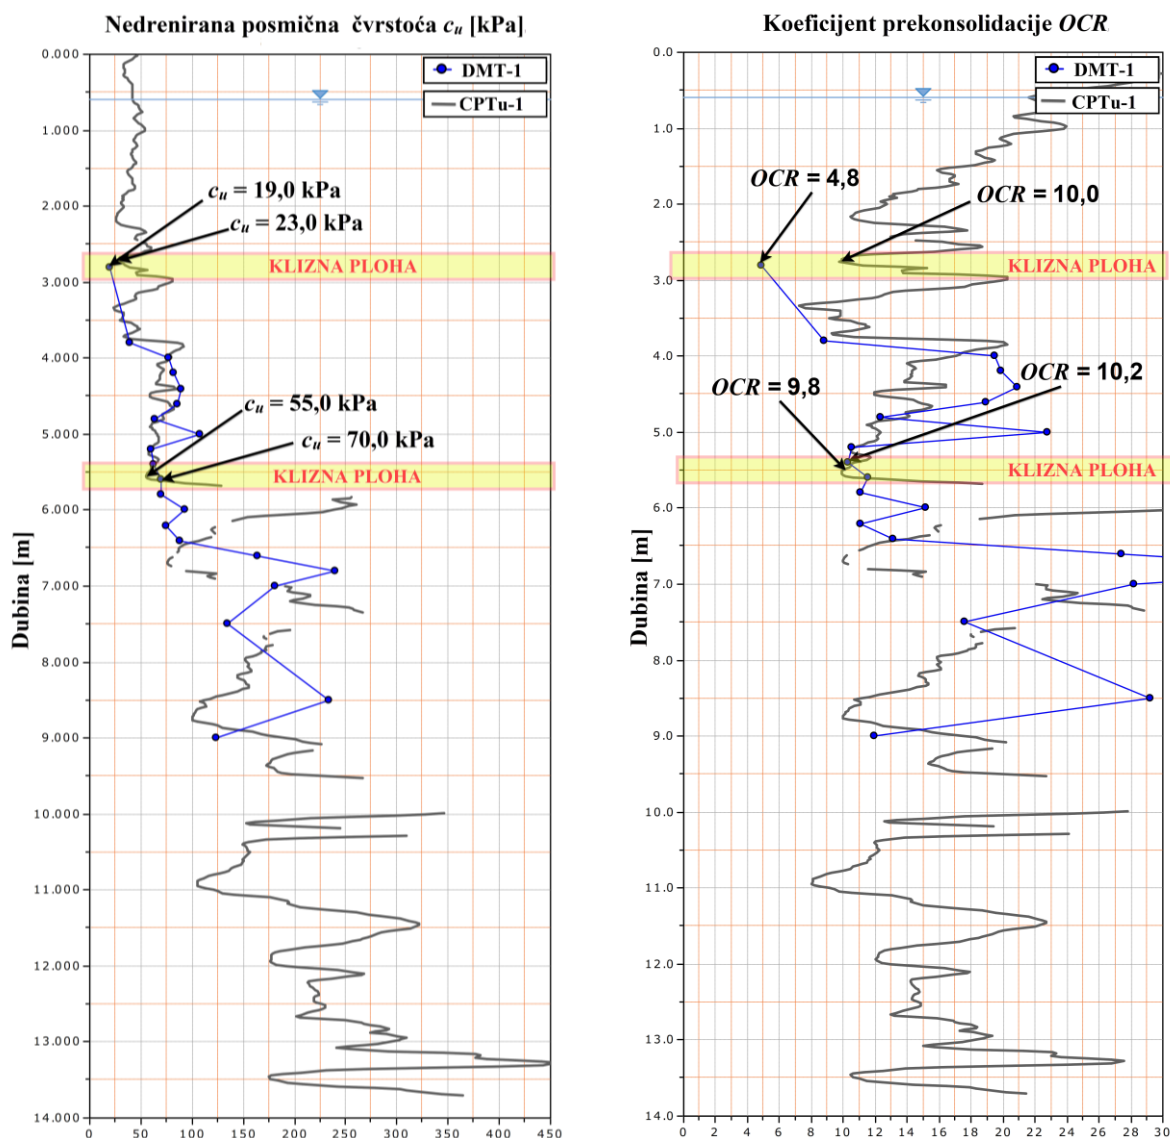 Nedrenirana posmična čvrstoća cᵤ [kPa]
DMT-1
CPTu-1
0.000
1.000
2.000
3.000
4.000
5.000
6.000
7.000
8.000
9.000
10.000
11.000
12.000
13.000
14.000
Dubina [m]
cᵤ = 19,0 kPa
cᵤ = 23,0 kPa
KLIZNA PLOHA
cᵤ = 55,0 kPa
cᵤ = 70,0 kPa
KLIZNA PLOHA
0 50 100 150 200 250 300 350 400 450
Koeficijent prekonsolidacije OCR
DMT-1
CPTu-1
0.0
1.0
2.0
3.0
4.0
5.0
6.0
7.0
8.0
9.0
10.0
11.0
12.0
13.0
14.0
Dubina [m]
OCR = 4,8
OCR = 10,0
KLIZNA PLOHA
OCR = 10,2
OCR = 9,8
KLIZNA PLOHA
0 2 4 6 8 10 12 14 16 18 20 22 24 26 28 30